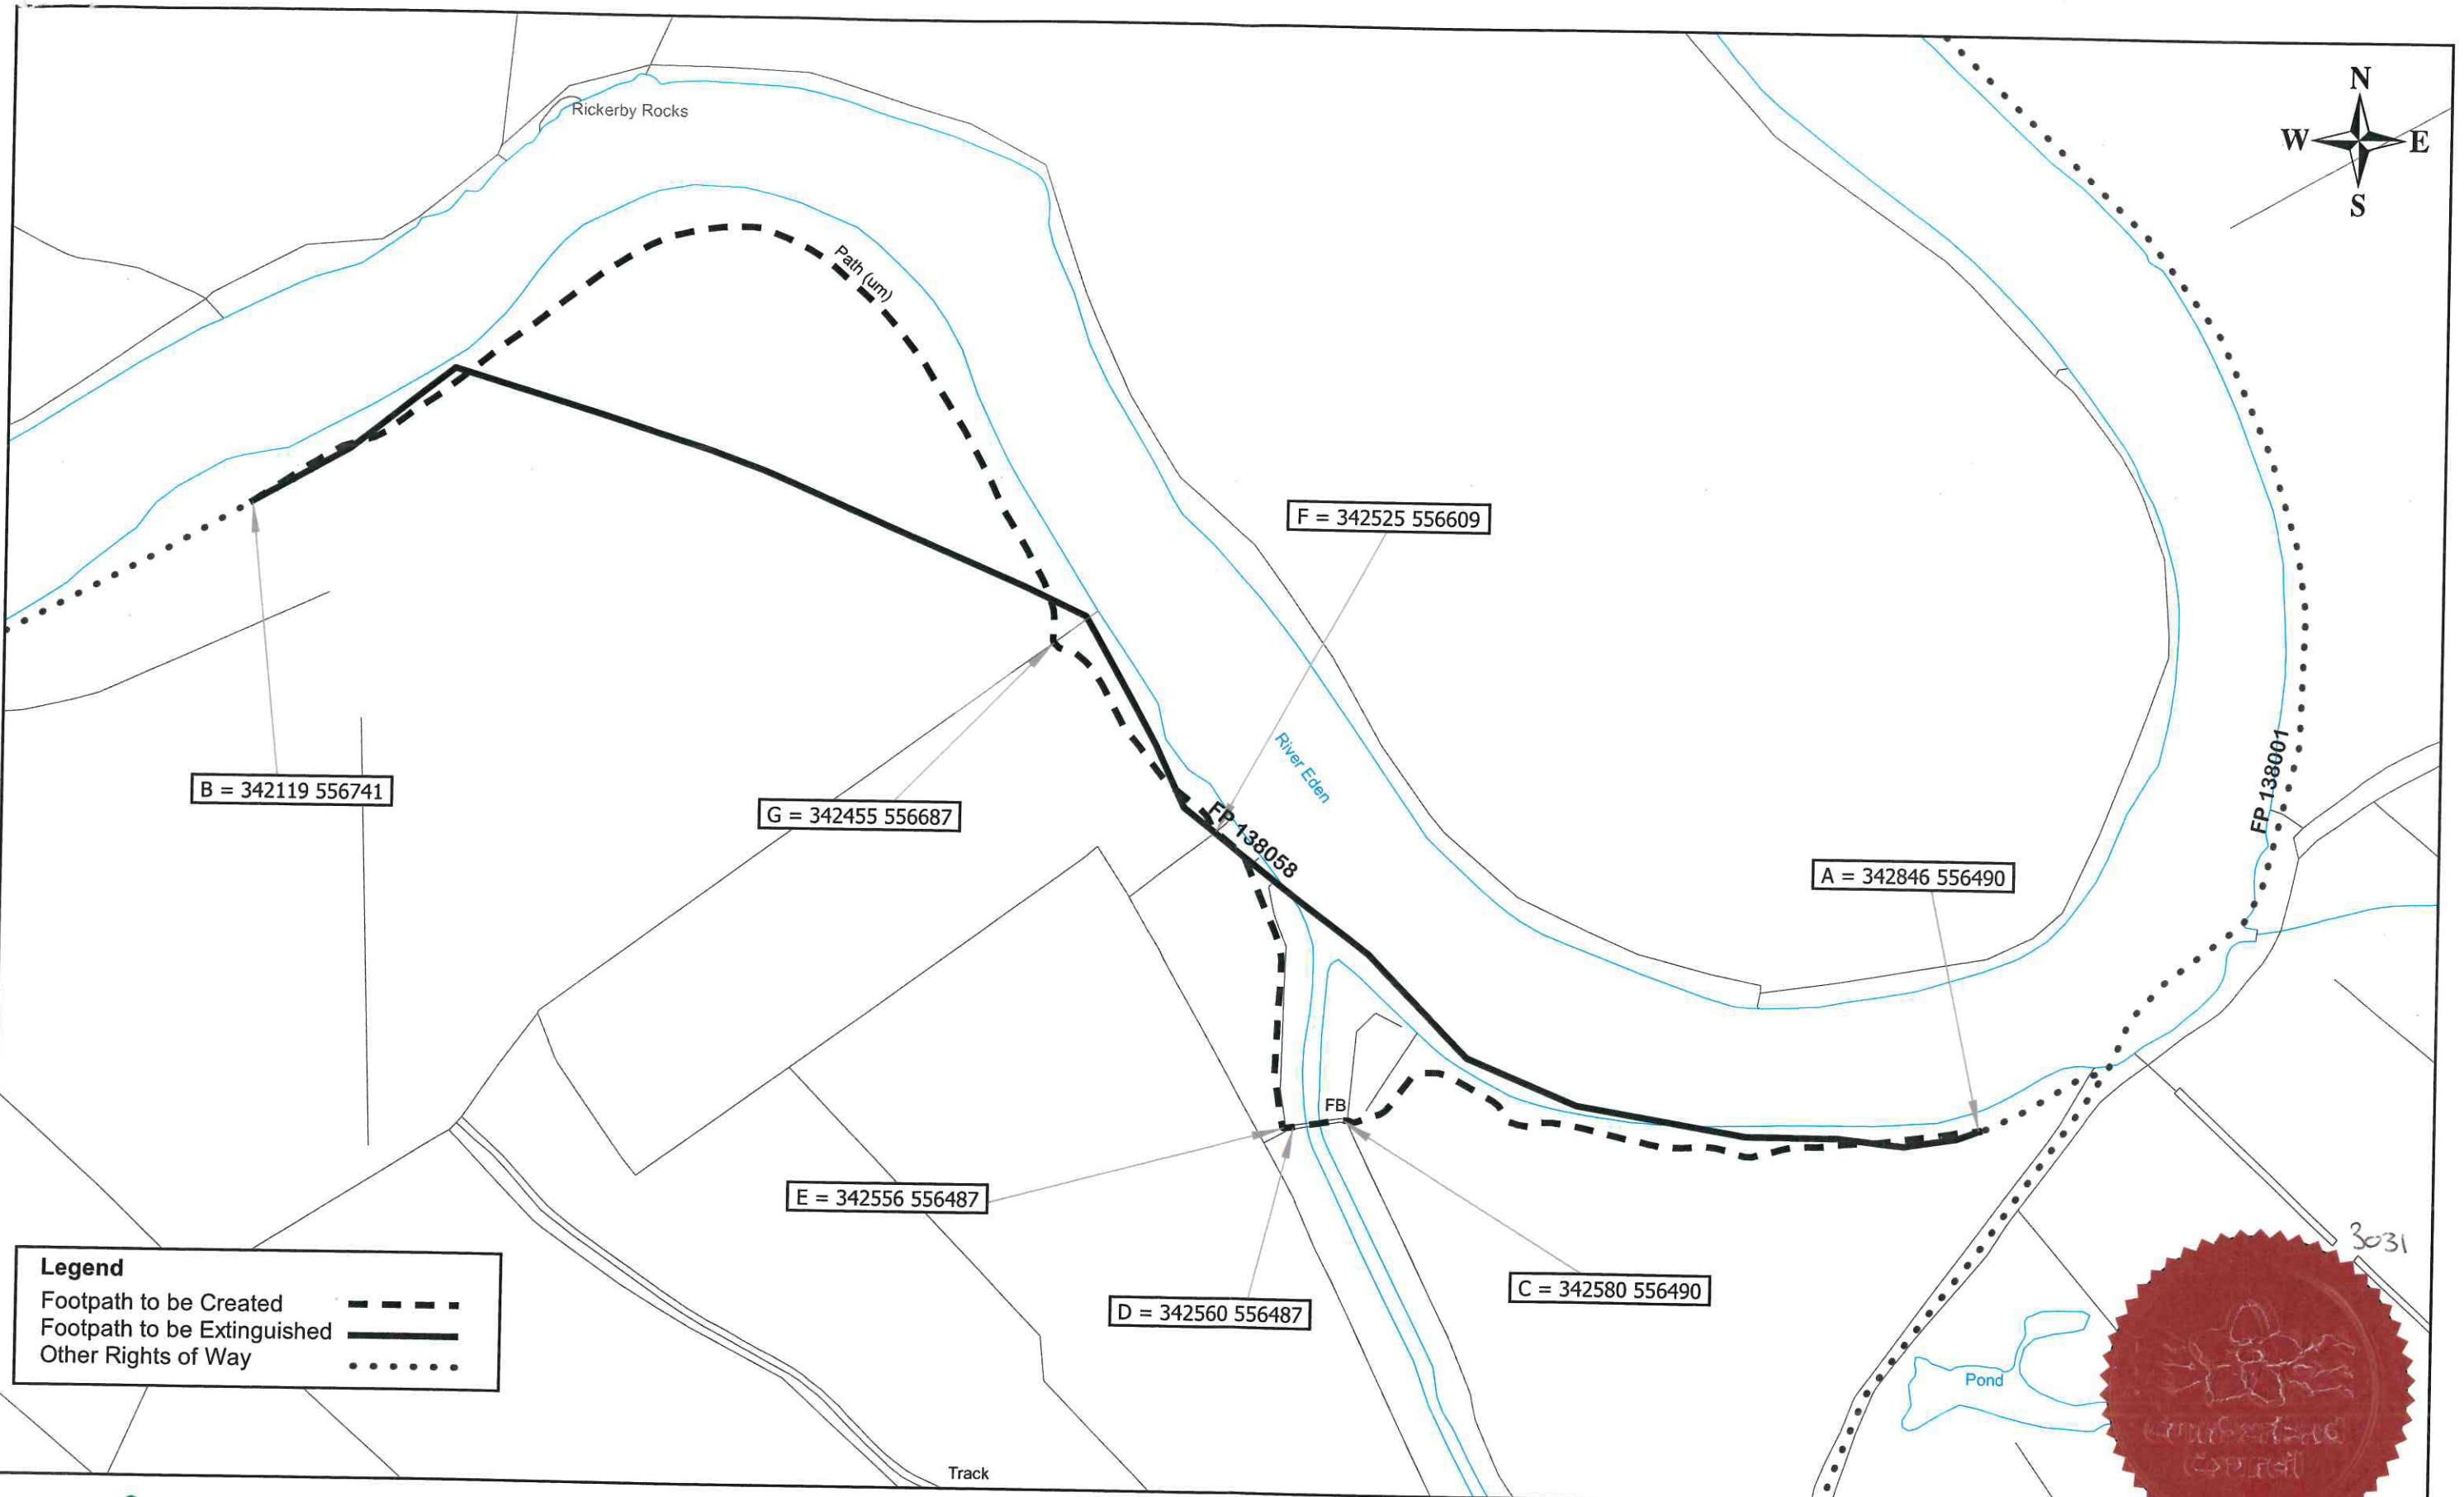 Rickerby Rocks
N
W E
S
Path (um)
F = 342525 556609
River Eden
FP 138001
B = 342119 556741
G = 342455 556687
FP 138058
A = 342846 556490
FB
E = 342556 556487
D = 342560 556487
C = 342580 556490
3031
Legend
Footpath to be Created
Footpath to be Extinguished
Other Rights of Way
Pond
Track
Cumberland
Council